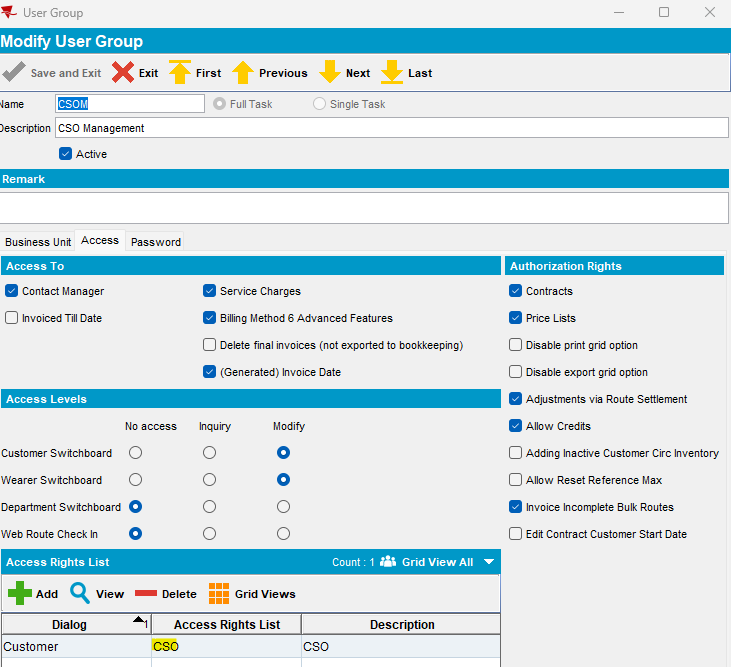 User Group
Modify User Group
Save and Exit Exit First Previous Next Last
Name CSOM Full Task Single Task
Description CSO Management
Active
Remark
Business Unit Access Password
Access To Authorization Rights
Contact Manager Service Charges Contracts
Invoiced Till Date Billing Method 6 Advanced Features Price Lists
Delete final invoices (not exported to bookkeeping) Disable print grid option
(Generated) Invoice Date Disable export grid option
Access Levels Adjustments via Route Settlement
No access Inquiry Modify Allow Credits
Customer Switchboard Adding Inactive Customer Circ Inventory
Wearer Switchboard Allow Reset Reference Max
Department Switchboard Invoice Incomplete Bulk Routes
Web Route Check In Edit Contract Customer Start Date
Access Rights List Count : 1 Grid View All
Add View Delete Grid Views
Dialog 1 Access Rights List Description
Customer CSO CSO